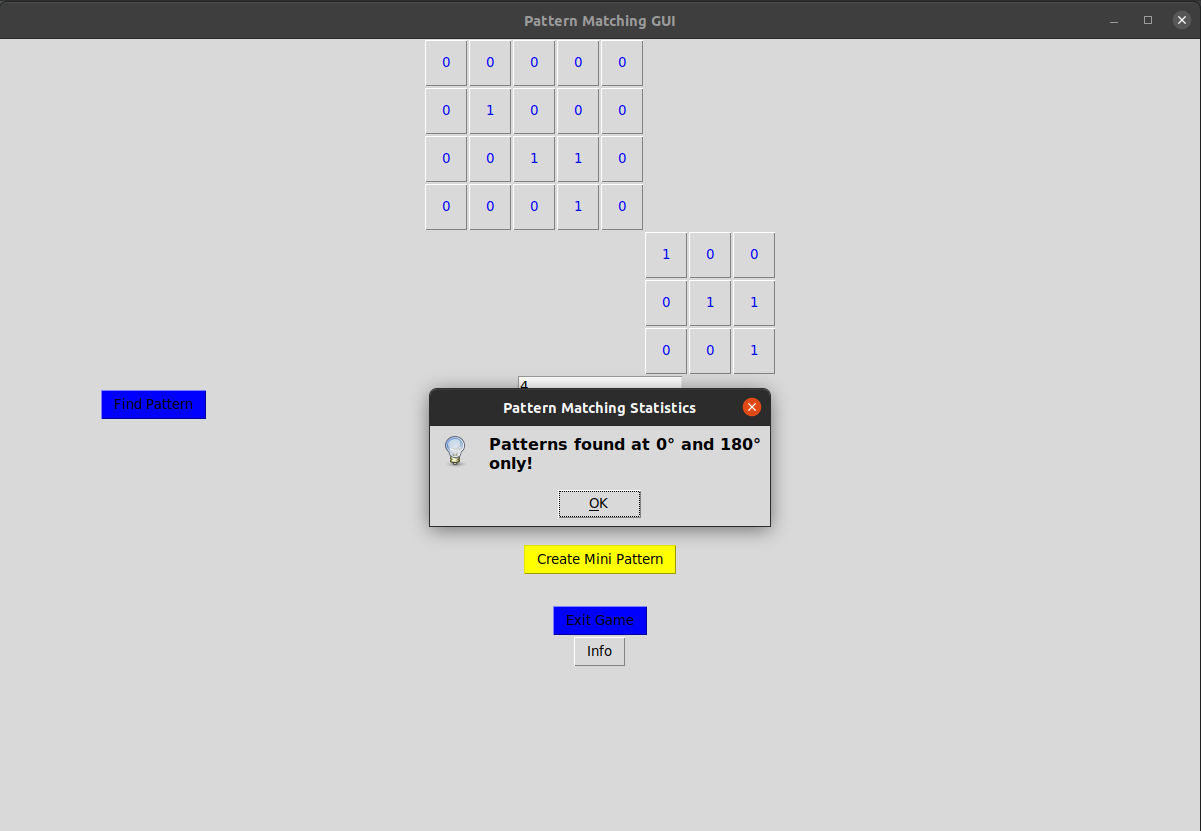 Pattern Matching GUI
0 0 0 0 0
0 1 0 0 0
0 0 1 1 0
0 0 0 1 0
1 0 0
0 1 1
0 0 1
4
Find Pattern
Pattern Matching Statistics
Patterns found at 0° and 180°
only!
OK
Create Mini Pattern
Exit Game
Info